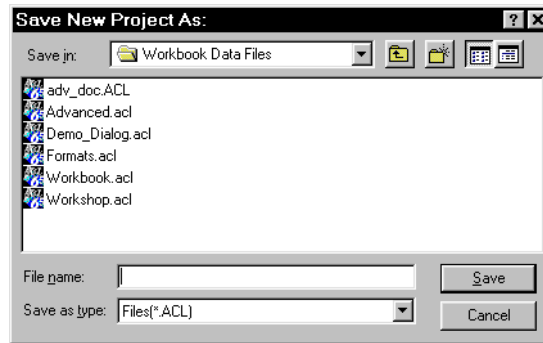 Save New Project As:
Save in: Workbook Data Files
adv_doc.ACL
Advanced.acl
Demo_Dialog.acl
Formats.acl
Workbook.acl
Workshop.acl
File name: Save
Save as type: Files(*.ACL) Cancel